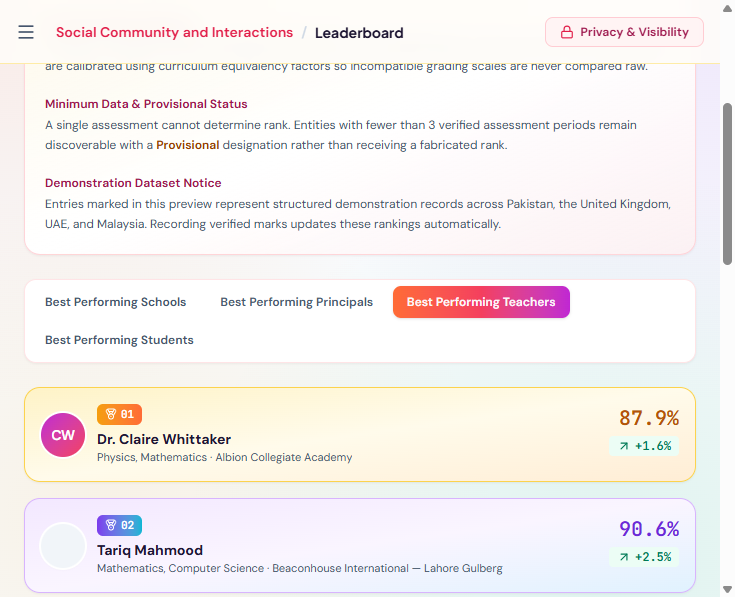 Social Community and Interactions / Leaderboard
Privacy & Visibility
are calibrated using curriculum equivalency factors so incompatible grading scales are never compared raw.
Minimum Data & Provisional Status
A single assessment cannot determine rank. Entities with fewer than 3 verified assessment periods remain
discoverable with a Provisional designation rather than receiving a fabricated rank.
Demonstration Dataset Notice
Entries marked in this preview represent structured demonstration records across Pakistan, the United Kingdom,
UAE, and Malaysia. Recording verified marks updates these rankings automatically.
Best Performing Schools
Best Performing Principals
Best Performing Teachers
Best Performing Students
CW
01
Dr. Claire Whittaker
Physics, Mathematics · Albion Collegiate Academy
87.9%
+1.6%
02
Tariq Mahmood
Mathematics, Computer Science · Beaconhouse International — Lahore Gulberg
90.6%
+2.5%